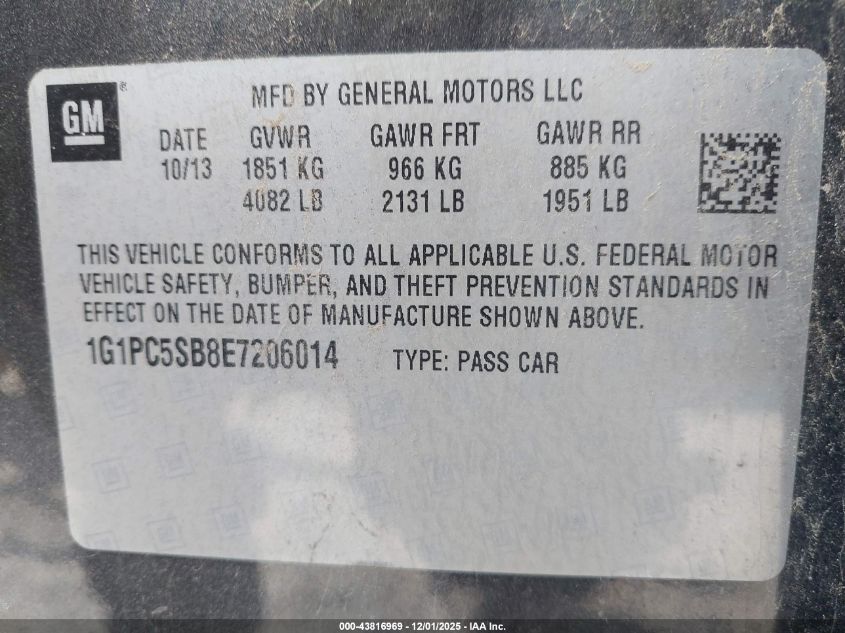 GM ®
MFD BY GENERAL MOTORS LLC
DATE GVWR GAWR FRT GAWR RR
10/13 1851 KG 966 KG 885 KG
4082 LB 2131 LB 1951 LB
THIS VEHICLE CONFORMS TO ALL APPLICABLE U.S. FEDERAL MOTOR
VEHICLE SAFETY, BUMPER, AND THEFT PREVENTION STANDARDS IN
EFFECT ON THE DATE OF MANUFACTURE SHOWN ABOVE.
1G1PC5SB8E7206014 TYPE: PASS CAR
000-43816969 - 12/01/2025 - IAA Inc.